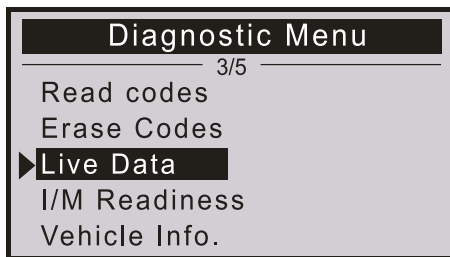 Diagnostic Menu
3/5
Read codes
Erase Codes
Live Data
I/M Readiness
Vehicle Info.